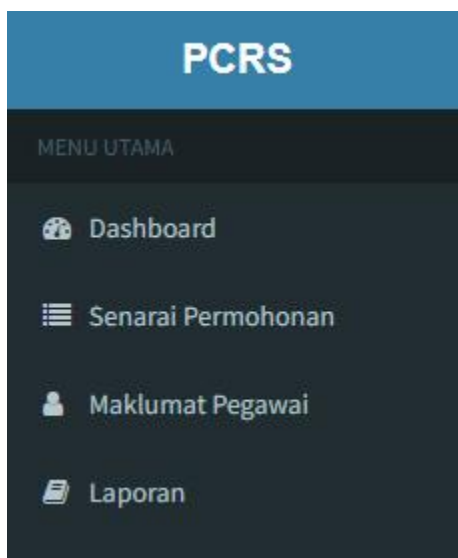 PCRS
MENU UTAMA
Dashboard
Senarai Permohonan
Maklumat Pegawai
Laporan